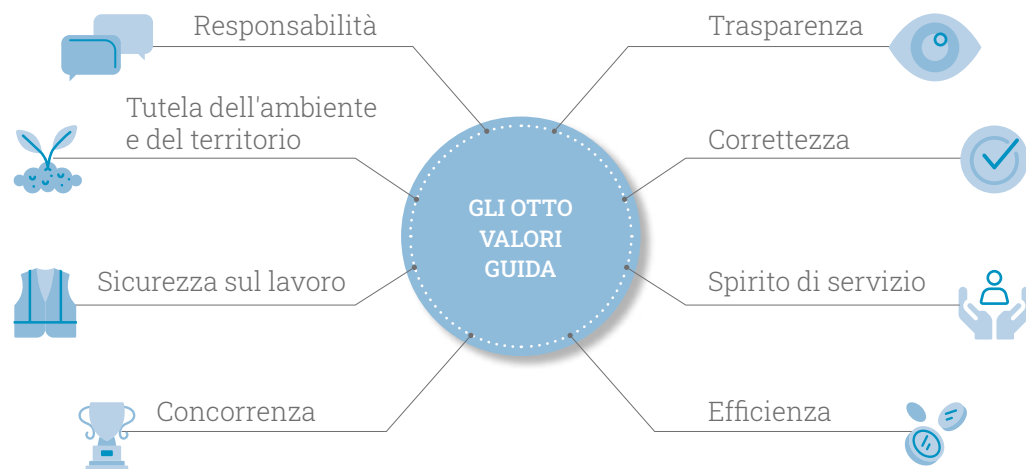 Responsabilità
Trasparenza
Tutela dell'ambiente
e del territorio
Correttezza
GLI OTTO
VALORI
GUIDA
Sicurezza sul lavoro
Spirito di servizio
Concorrenza
Efficienza